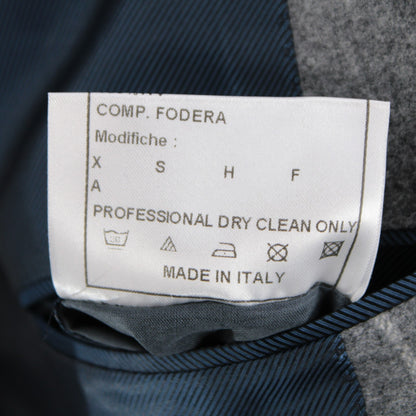 COMP. FODERA
Modifiche :
X S H F
A
PROFESSIONAL DRY CLEAN ONLY
MADE IN ITALY